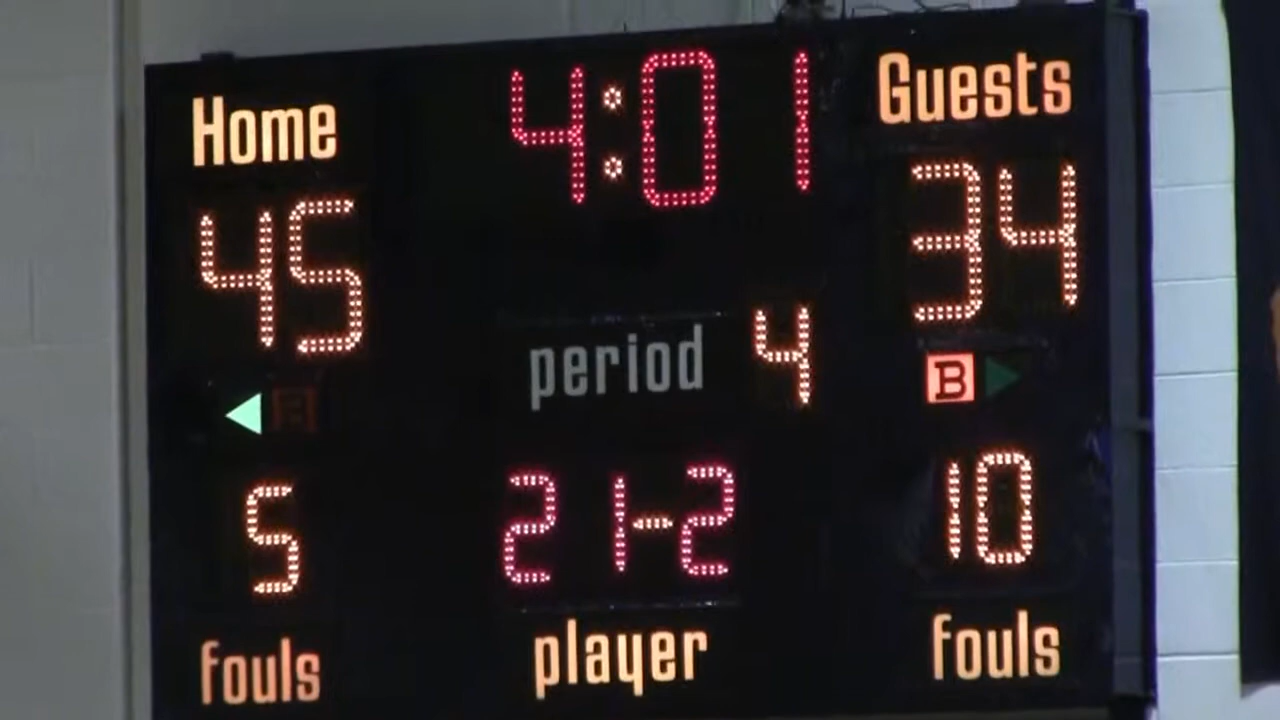 Home 4:01 Guests
45 34
period 4
B B
5 21-2 10
fouls player fouls